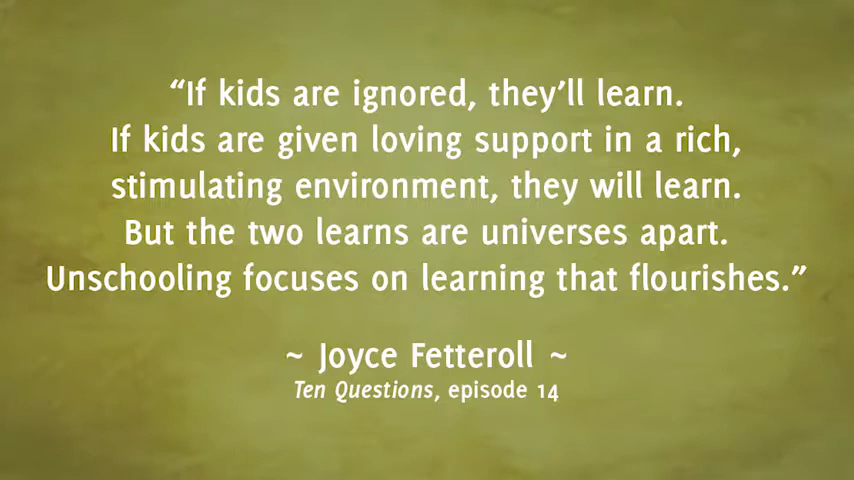 “If kids are ignored, they’ll learn.
If kids are given loving support in a rich,
stimulating environment, they will learn.
But the two learns are universes apart.
Unschooling focuses on learning that flourishes.”
~ Joyce Fetteroll ~
Ten Questions, episode 14